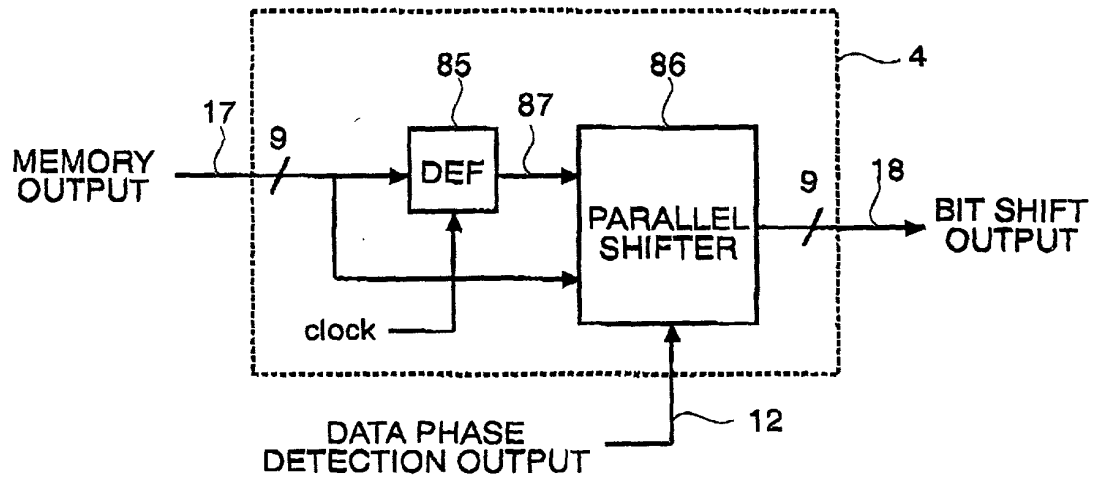 85
86
4
17
87
9
MEMORY
OUTPUT
DEF
9
18
PARALLEL
SHIFTER
BIT SHIFT
OUTPUT
clock
12
DATA PHASE
DETECTION OUTPUT